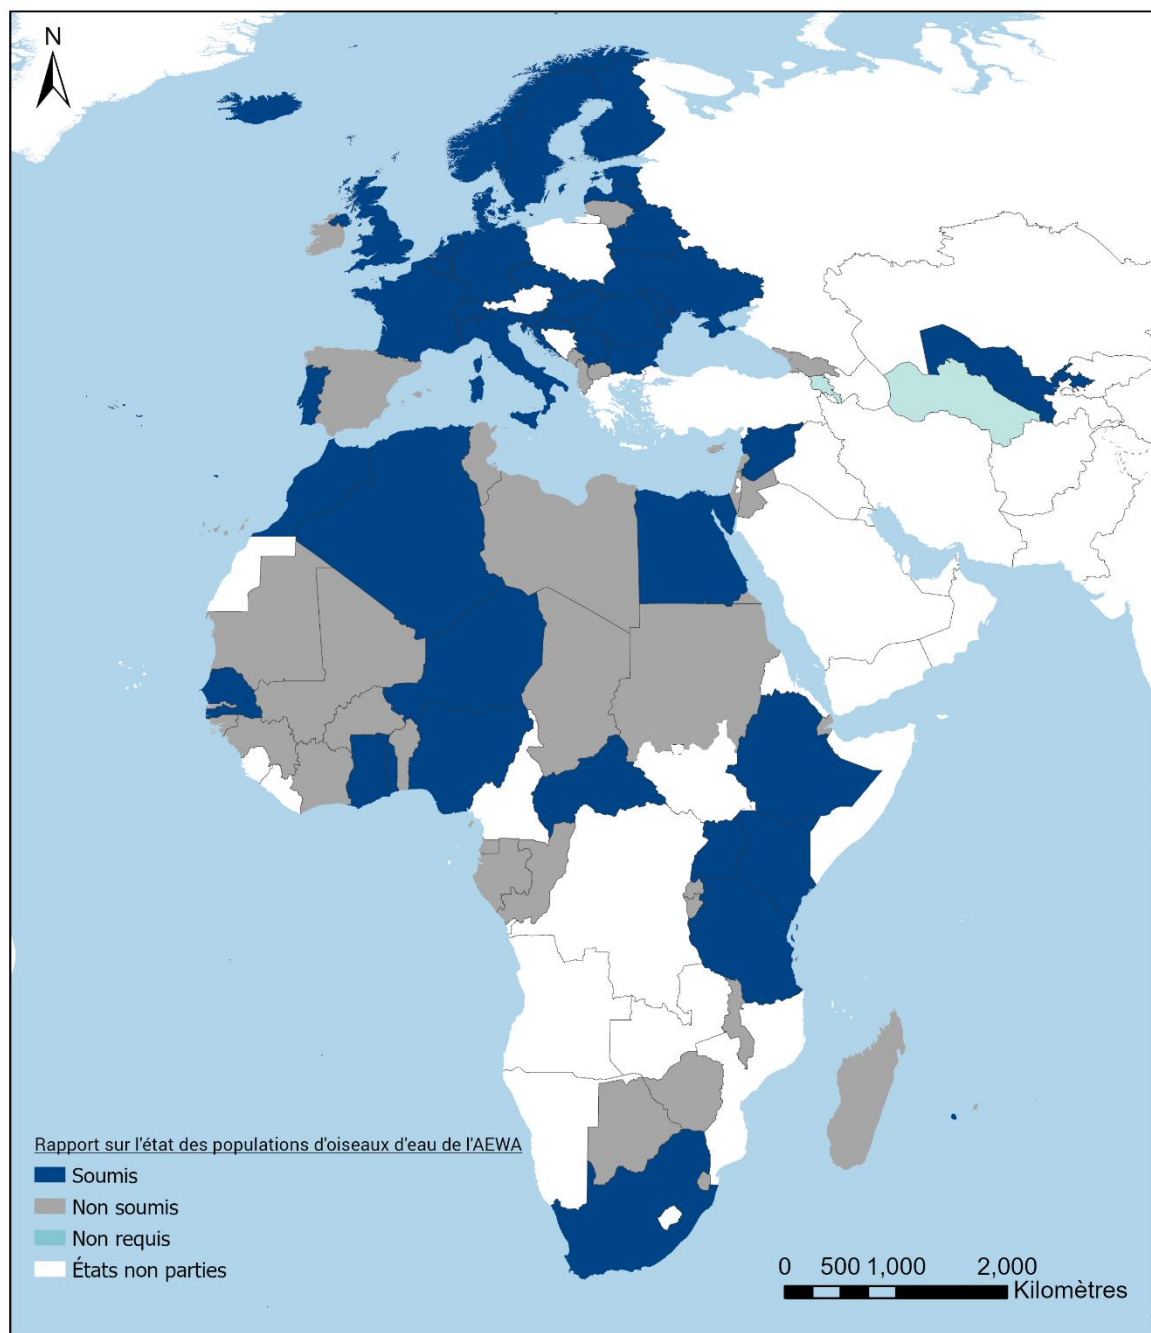 N
Rapport sur l'état des populations d'oiseaux d'eau de l'AEWA
Soumis
Non soumis
Non requis
États non parties
0 500 1,000 2,000
Kilomètres